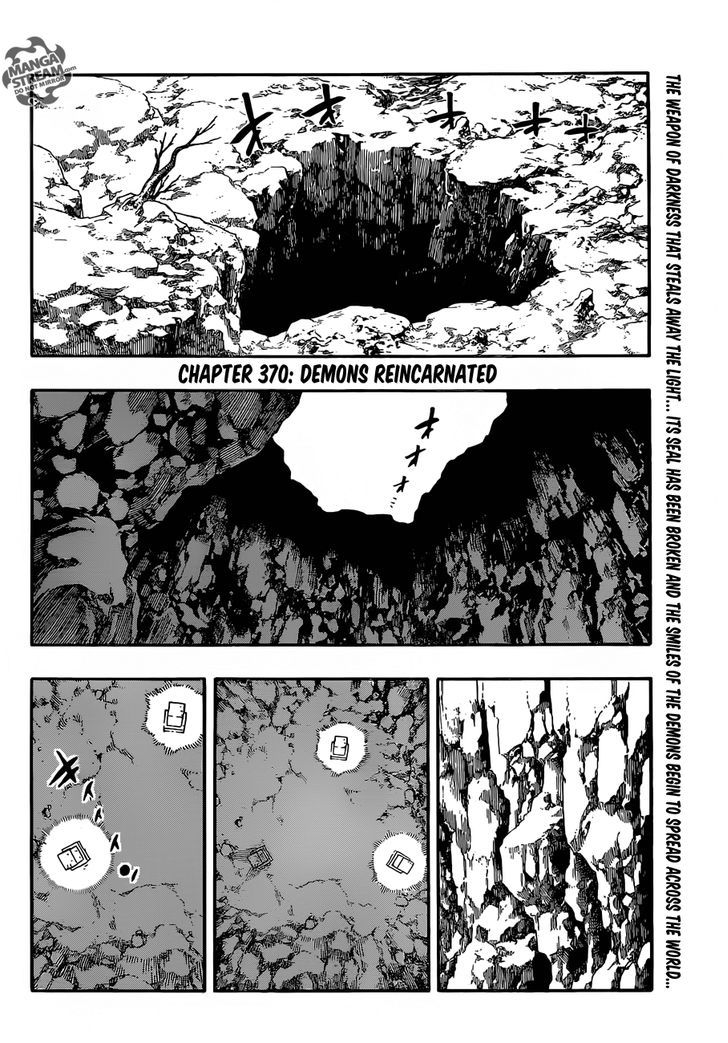 MANGA
STREAM.com
DO NOT MIRROR
THE WEAPON OF DARKNESS THAT STEALS AWAY THE LIGHT... ITS SEAL HAS BEEN BROKEN AND THE SMILES OF THE DEMONS BEGIN TO SPREAD ACROSS THE WORLD...
CHAPTER 370: DEMONS REINCARNATED